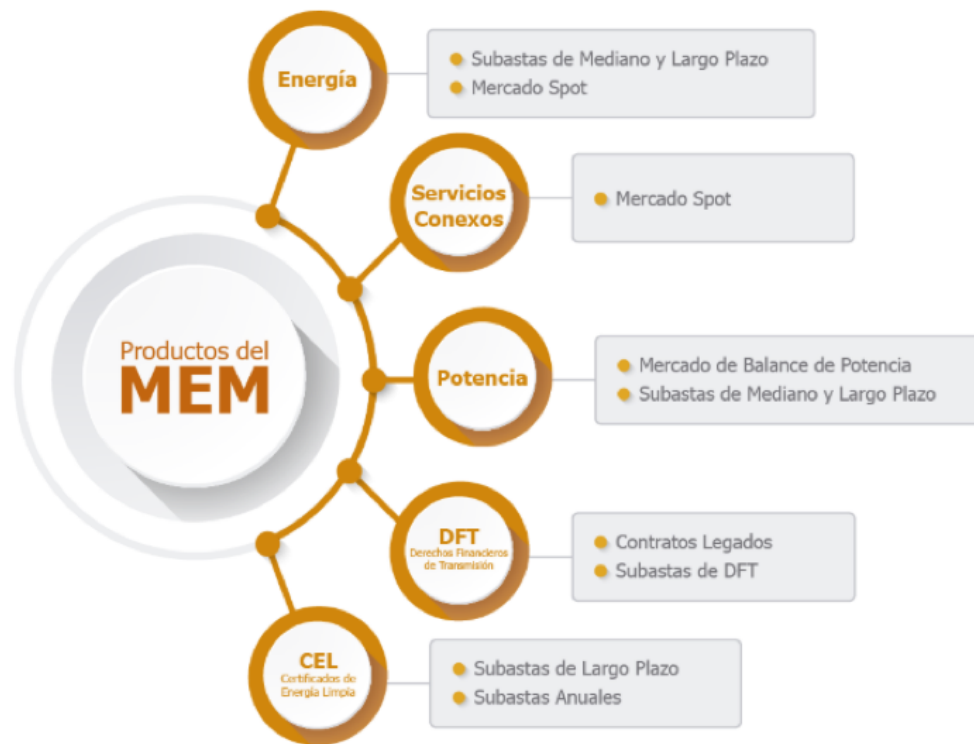 Productos del
MEM
Energía
Subastas de Mediano y Largo Plazo
Mercado Spot
Servicios
Conexos
Mercado Spot
Potencia
Mercado de Balance de Potencia
Subastas de Mediano y Largo Plazo
DFT
Derechos Financieros
de Transmisión
Contratos Legados
Subastas de DFT
CEL
Certificados de
Energía Limpia
Subastas de Largo Plazo
Subastas Anuales